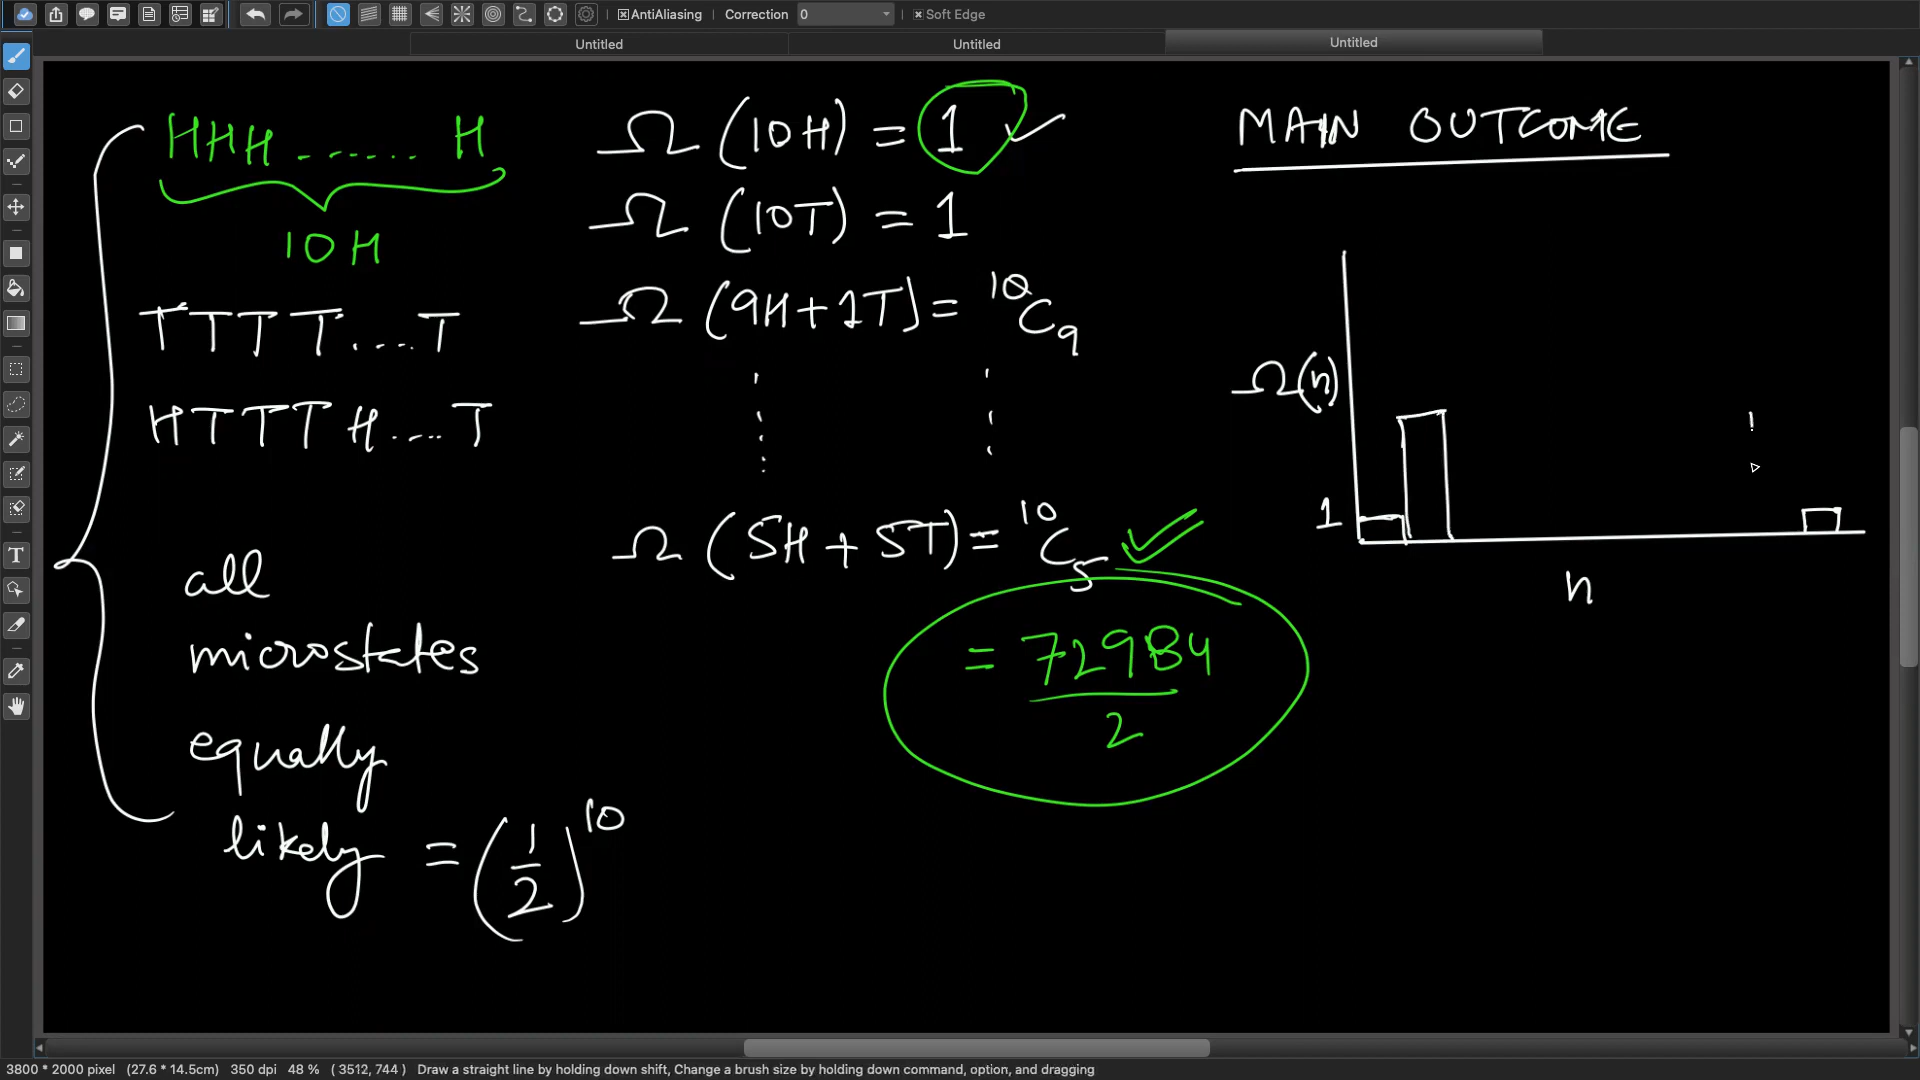 AntiAliasing Correction 0 Soft Edge
Untitled Untitled Untitled
HHH ...... H
10H
TTTT....T
HTTTH....T
all
microstates
equally
likely = (1/2)^10
Ω (10H) = 1 ✓
Ω (10T) = 1
Ω (9H+1T) = ¹⁰C₉
Ω (5H+5T) = ¹⁰C₅
= 72984
2
MAIN OUTCOME
Ω(n)
1
n
3800 * 2000 pixel (27.6 * 14.5cm) 350 dpi 48 % ( 3512, 744 ) Draw a straight line by holding down shift, Change a brush size by holding down command, option, and dragging